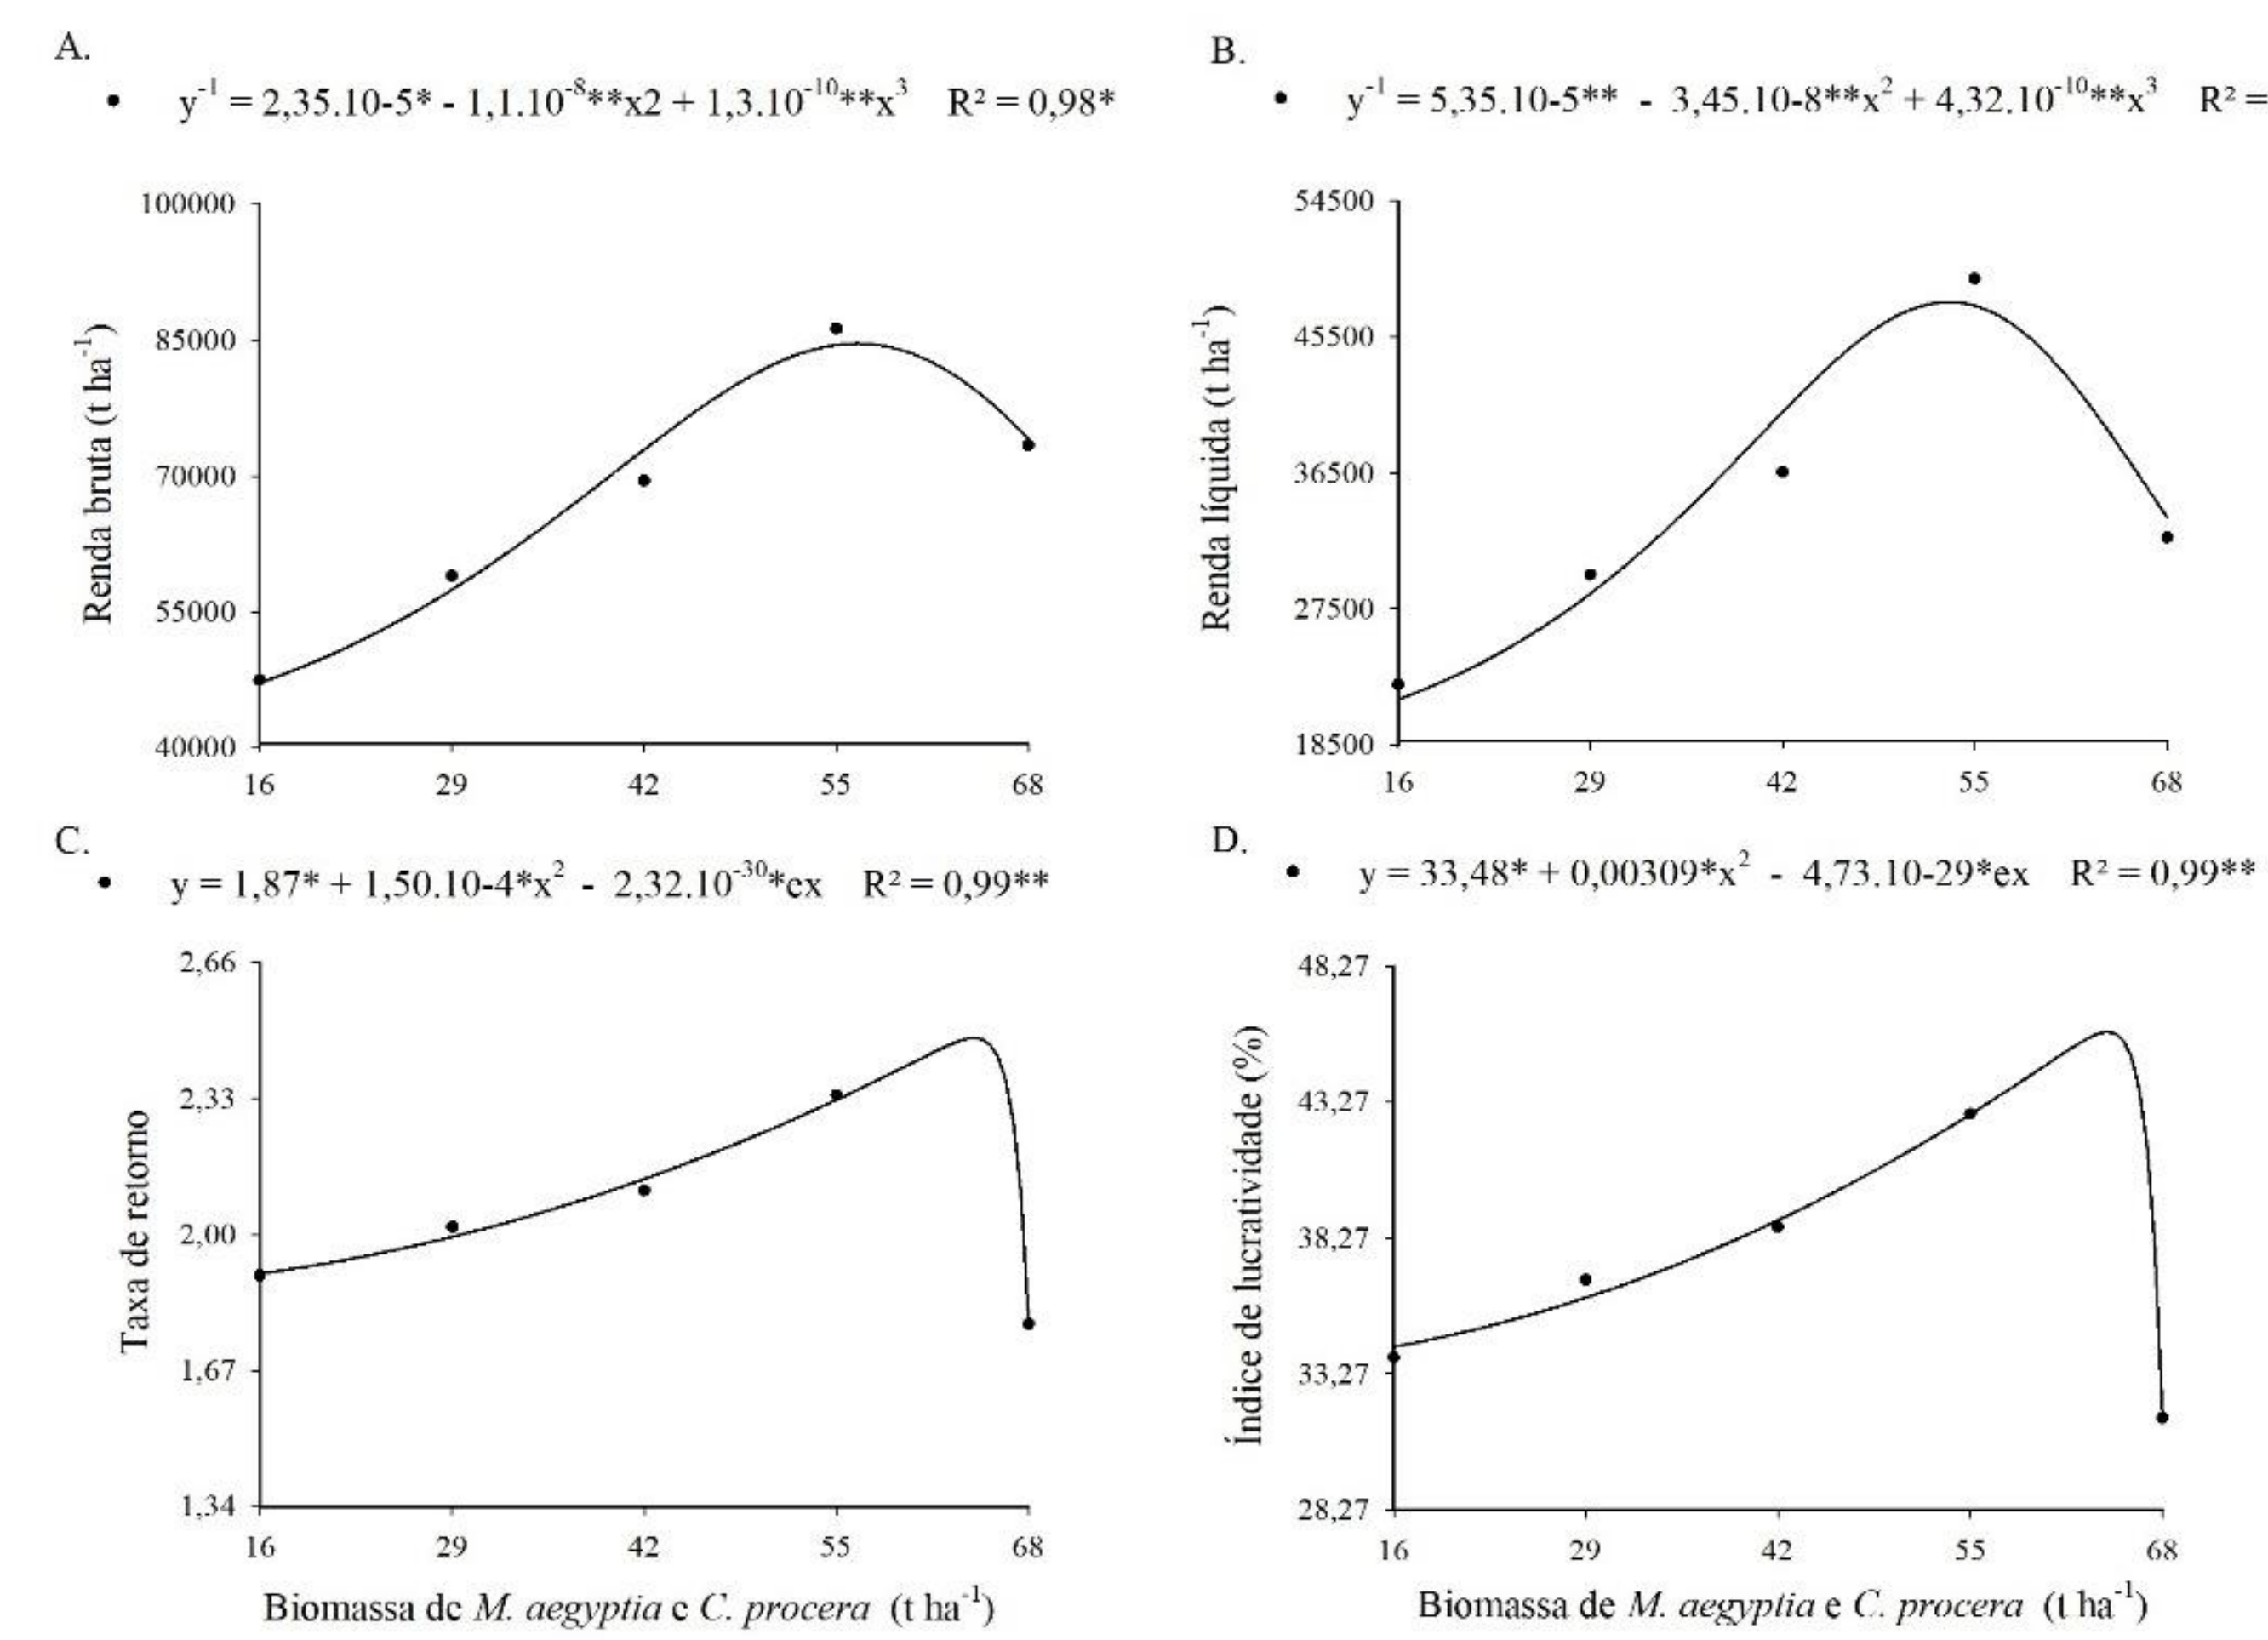 A.
y-1 = 2,35.10-5* - 1,1.10-8**x2 + 1,3.10-10**x3 R² = 0,98*
100000
85000
70000
55000
40000
Renda bruta (t ha-1)
16 29 42 55 68
B.
y-1 = 5,35.10-5** - 3,45.10-8**x2 + 4,32.10-10**x3 R² =
54500
45500
36500
27500
18500
Renda líquida (t ha-1)
16 29 42 55 68
C.
y = 1,87* + 1,50.10-4*x2 - 2,32.10-30*ex R² = 0,99**
2,66
2,33
2,00
1,67
1,34
Taxa de retorno
16 29 42 55 68
Biomassa de M. aegyptia e C. procera (t ha-1)
D.
y = 33,48* + 0,00309*x2 - 4,73.10-29*ex R² = 0,99**
48,27
43,27
38,27
33,27
28,27
Índice de lucratividade (%)
16 29 42 55 68
Biomassa de M. aegyptia e C. procera (t ha-1)